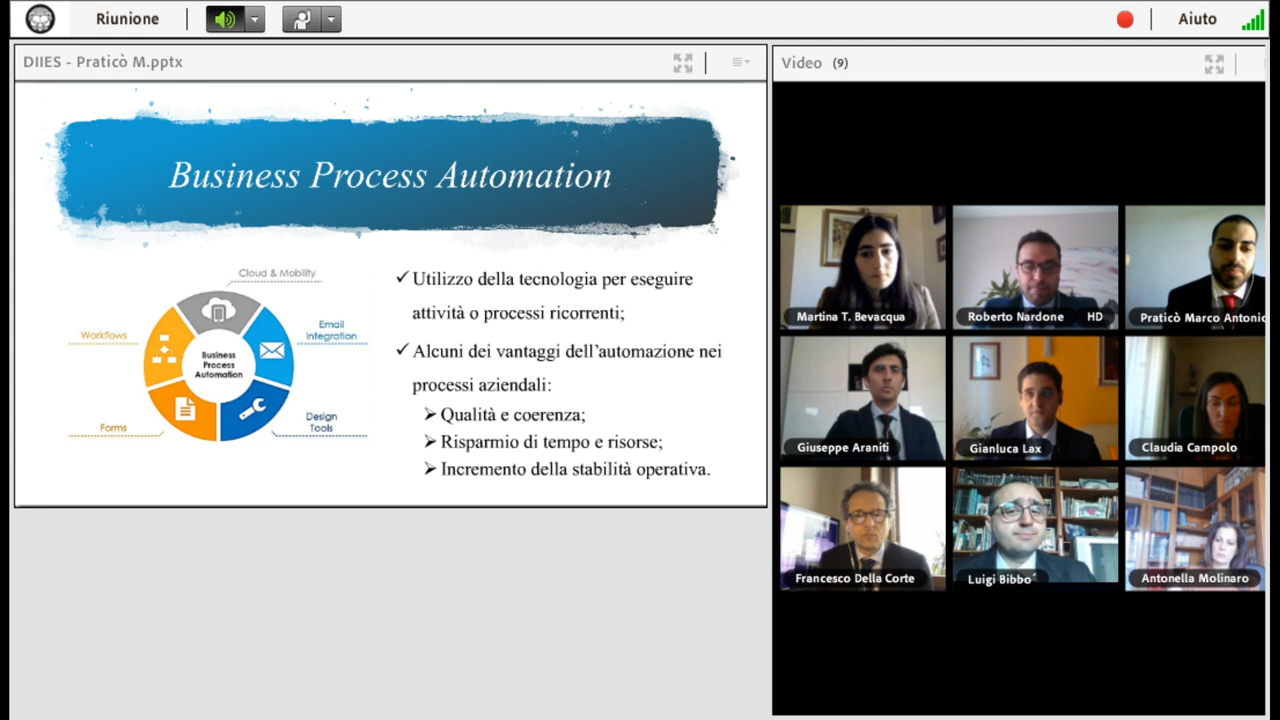 Riunione
Aiuto
DIIES - Praticò M.pptx
Video (9)
Business Process Automation
Cloud & Mobility
Workflows
Email
Integration
Business
Process
Automation
Forms
Design
Tools
Utilizzo della tecnologia per eseguire
attività o processi ricorrenti;
Alcuni dei vantaggi dell'automazione nei
processi aziendali:
Qualità e coerenza;
Risparmio di tempo e risorse;
Incremento della stabilità operativa.
Martina T. Bevacqua
Roberto Nardone HD
Praticò Marco Antonio
Giuseppe Araniti
Gianluca Lax
Claudia Campolo
Francesco Della Corte
Luigi Bibbo´
Antonella Molinaro